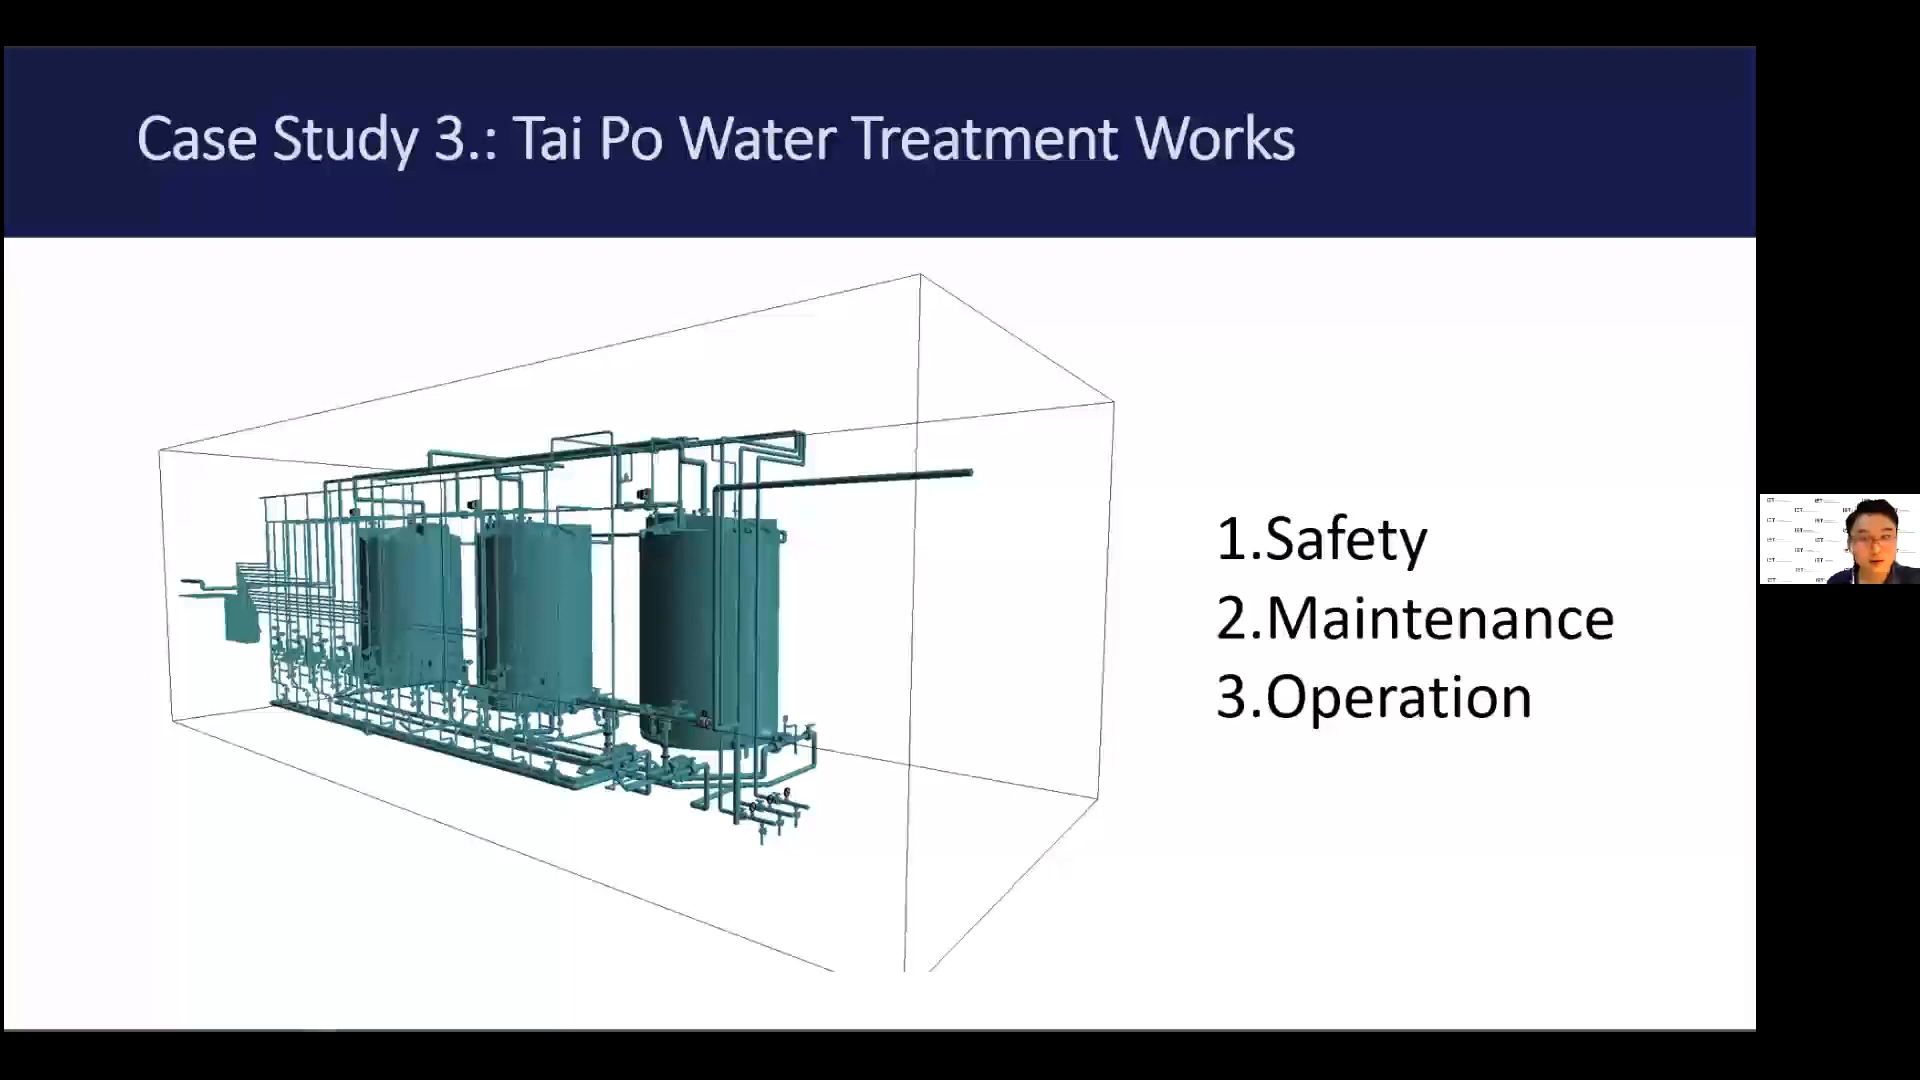 Case Study 3.: Tai Po Water Treatment Works
1.Safety
2.Maintenance
3.Operation